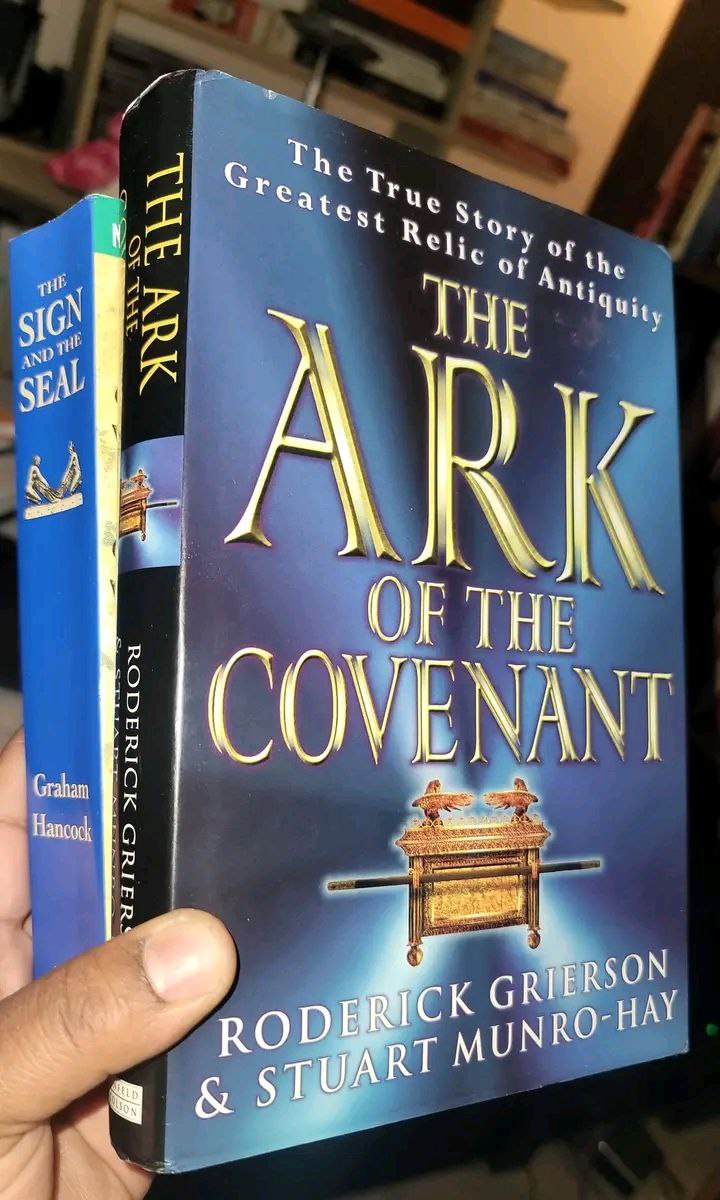 THE
SIGN
AND THE
SEAL
Graham
Hancock
THE ARK
OF THE
RODERICK GRIERS
The True Story of the
Greatest Relic of Antiquity
THE
ARK
OF THE
COVENANT
RODERICK GRIERSON
& STUART MUNRO-HAY